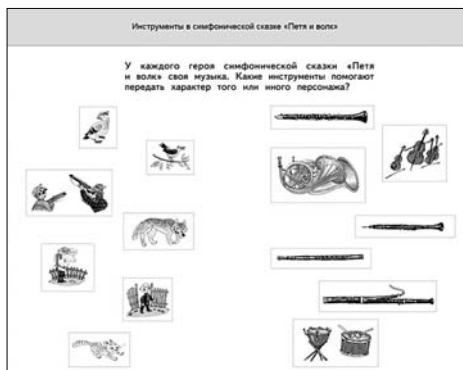 Инструменты в симфонической сказке «Петя и волк»
У каждого героя симфонической сказки «Петя
и волк» своя музыка. Какие инструменты помогают
передать характер того или иного персонажа?